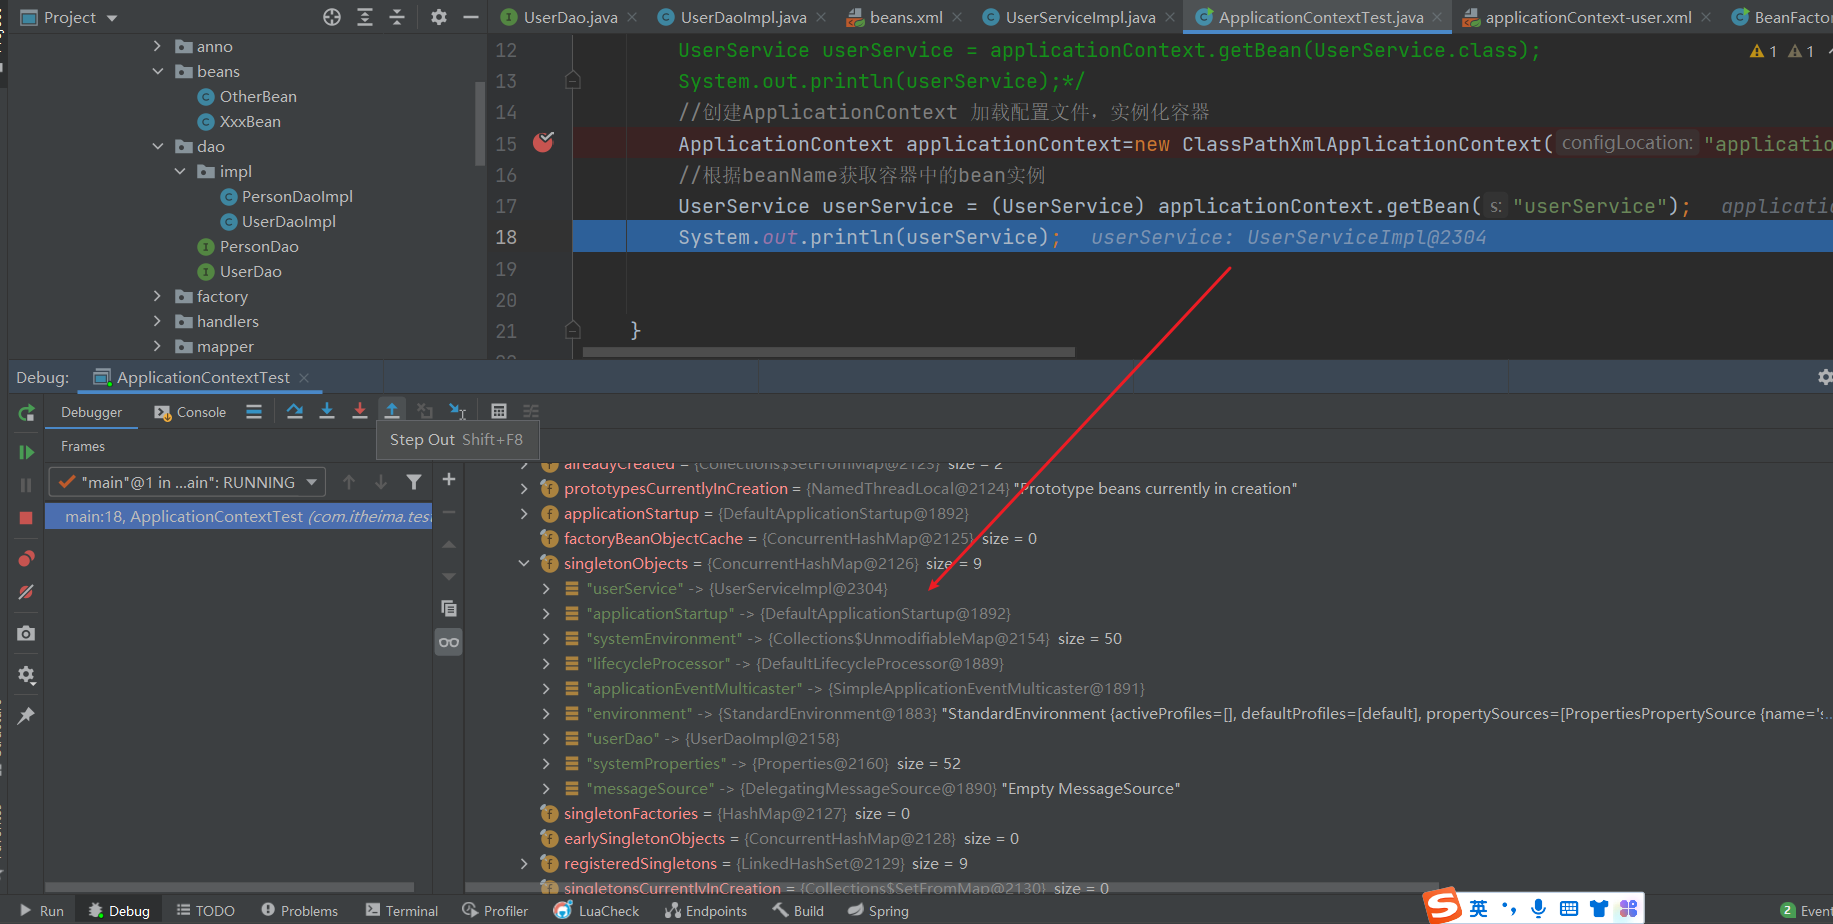 Project
UserDao.java
UserDaoImpl.java
beans.xml
UserServiceImpl.java
ApplicationContextTest.java
applicationContext-user.xml
BeanFactor
anno
beans
OtherBean
XxxBean
dao
impl
PersonDaoImpl
UserDaoImpl
PersonDao
UserDao
factory
handlers
mapper
12 UserService userService = applicationContext.getBean(UserService.class);
1 1
13 System.out.println(userService);*/
14 //创建ApplicationContext 加载配置文件，实例化容器
15 ApplicationContext applicationContext=new ClassPathXmlApplicationContext( configLocation: "applicatio
16 //根据beanName获取容器中的bean实例
17 UserService userService = (UserService) applicationContext.getBean( s: "userService"); applicati
18 System.out.println(userService); userService: UserServiceImpl@2304
19
20
21 }
Debug: ApplicationContextTest
Debugger Console
Step Out Shift+F8
Frames
"main"@1 in ...ain": RUNNING
main:18, ApplicationContextTest (com.itheima.test
alreadyCreated = {Collections$SetFromMap@2123} size = 2
prototypesCurrentlyInCreation = {NamedThreadLocal@2124} "Prototype beans currently in creation"
applicationStartup = {DefaultApplicationStartup@1892}
factoryBeanObjectCache = {ConcurrentHashMap@2125} size = 0
singletonObjects = {ConcurrentHashMap@2126} size = 9
"userService" -> {UserServiceImpl@2304}
"applicationStartup" -> {DefaultApplicationStartup@1892}
"systemEnvironment" -> {Collections$UnmodifiableMap@2154} size = 50
"lifecycleProcessor" -> {DefaultLifecycleProcessor@1889}
"applicationEventMulticaster" -> {SimpleApplicationEventMulticaster@1891}
"environment" -> {StandardEnvironment@1883} "StandardEnvironment {activeProfiles=[], defaultProfiles=[default], propertySources=[PropertiesPropertySource {name='s...
"userDao" -> {UserDaoImpl@2158}
"systemProperties" -> {Properties@2160} size = 52
"messageSource" -> {DelegatingMessageSource@1890} "Empty MessageSource"
singletonFactories = {HashMap@2127} size = 0
earlySingletonObjects = {ConcurrentHashMap@2128} size = 0
registeredSingletons = {LinkedHashSet@2129} size = 9
singletonsCurrentlyInCreation = {Collections$SetFromMap@2130} size = 0
Run
Debug
TODO
Problems
Terminal
Profiler
LuaCheck
Endpoints
Build
Spring
S 英
2 Event